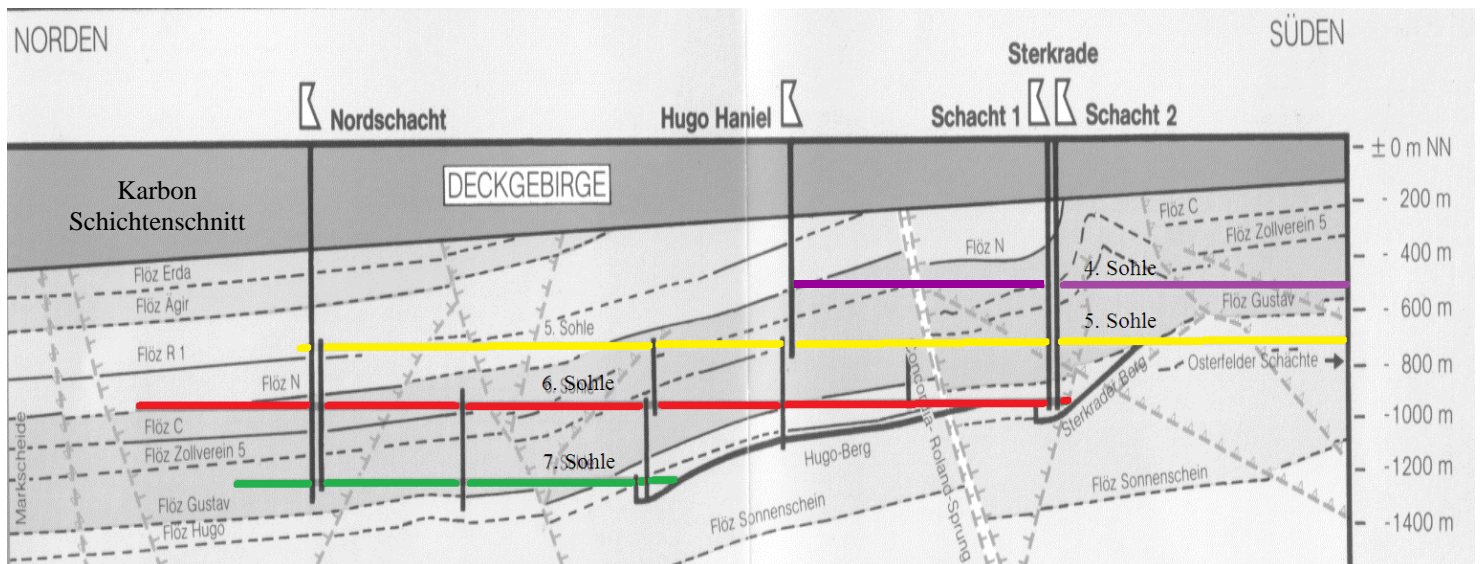 NORDEN
SÜDEN
Sterkrade
Nordschacht
Hugo Haniel
Schacht 1
Schacht 2
± 0 m NN
Karbon
Schichtenschnitt
DECKGEBIRGE
- 200 m
Flöz C
Flöz Zollverein 5
Flöz N
- 400 m
Flöz Erda
4. Sohle
Flöz Ägir
Flöz Gustav
- 600 m
5. Sohle
5. Sohle
Flöz R 1
Osterfelder Schächte
- 800 m
Flöz N
6. Sohle
Sterkrader Berg
Flöz C
-1000 m
Markscheide
Flöz Zollverein 5
7. Sohle
Hugo-Berg
Concordia-Roland-Sprung
-1200 m
Flöz Sonnenschein
Flöz Gustav
Flöz Sonnenschein
Flöz Hugo
-1400 m